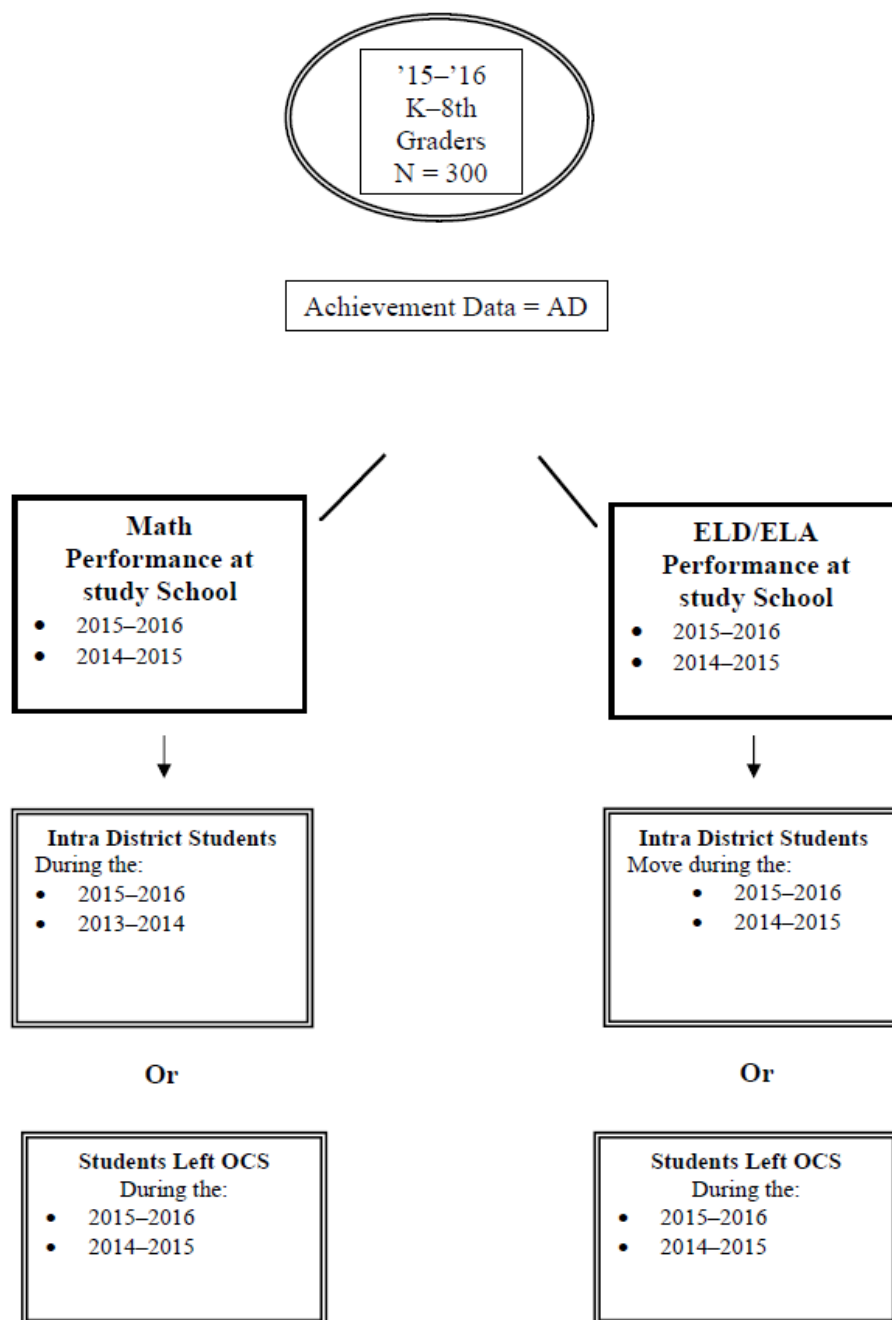 ’15–’16
K–8th
Graders
N = 300
Achievement Data = AD
Math
Performance at
study School
• 2015–2016
• 2014–2015
ELD/ELA
Performance at
study School
• 2015–2016
• 2014–2015
Intra District Students
During the:
• 2015–2016
• 2013–2014
Intra District Students
Move during the:
• 2015–2016
• 2014–2015
Or
Or
Students Left OCS
During the:
• 2015–2016
• 2014–2015
Students Left OCS
During the:
• 2015–2016
• 2014–2015